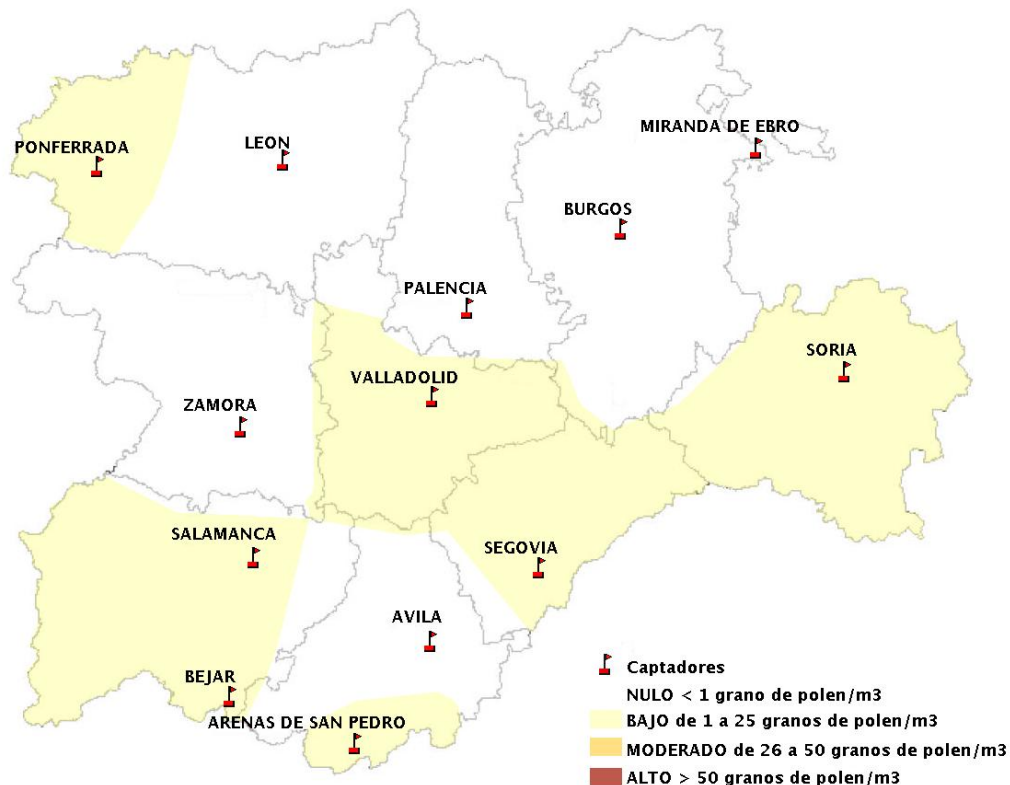 MIRANDA DE EBRO
PONFERRADA
LEON
BURGOS
PALENCIA
SORIA
VALLADOLID
ZAMORA
SALAMANCA
SEGOVIA
AVILA
BEJAR
ARENAS DE SAN PEDRO
Captadores
NULO < 1 grano de polen/m3
BAJO de 1 a 25 granos de polen/m3
MODERADO de 26 a 50 granos de polen/m3
ALTO > 50 granos de polen/m3